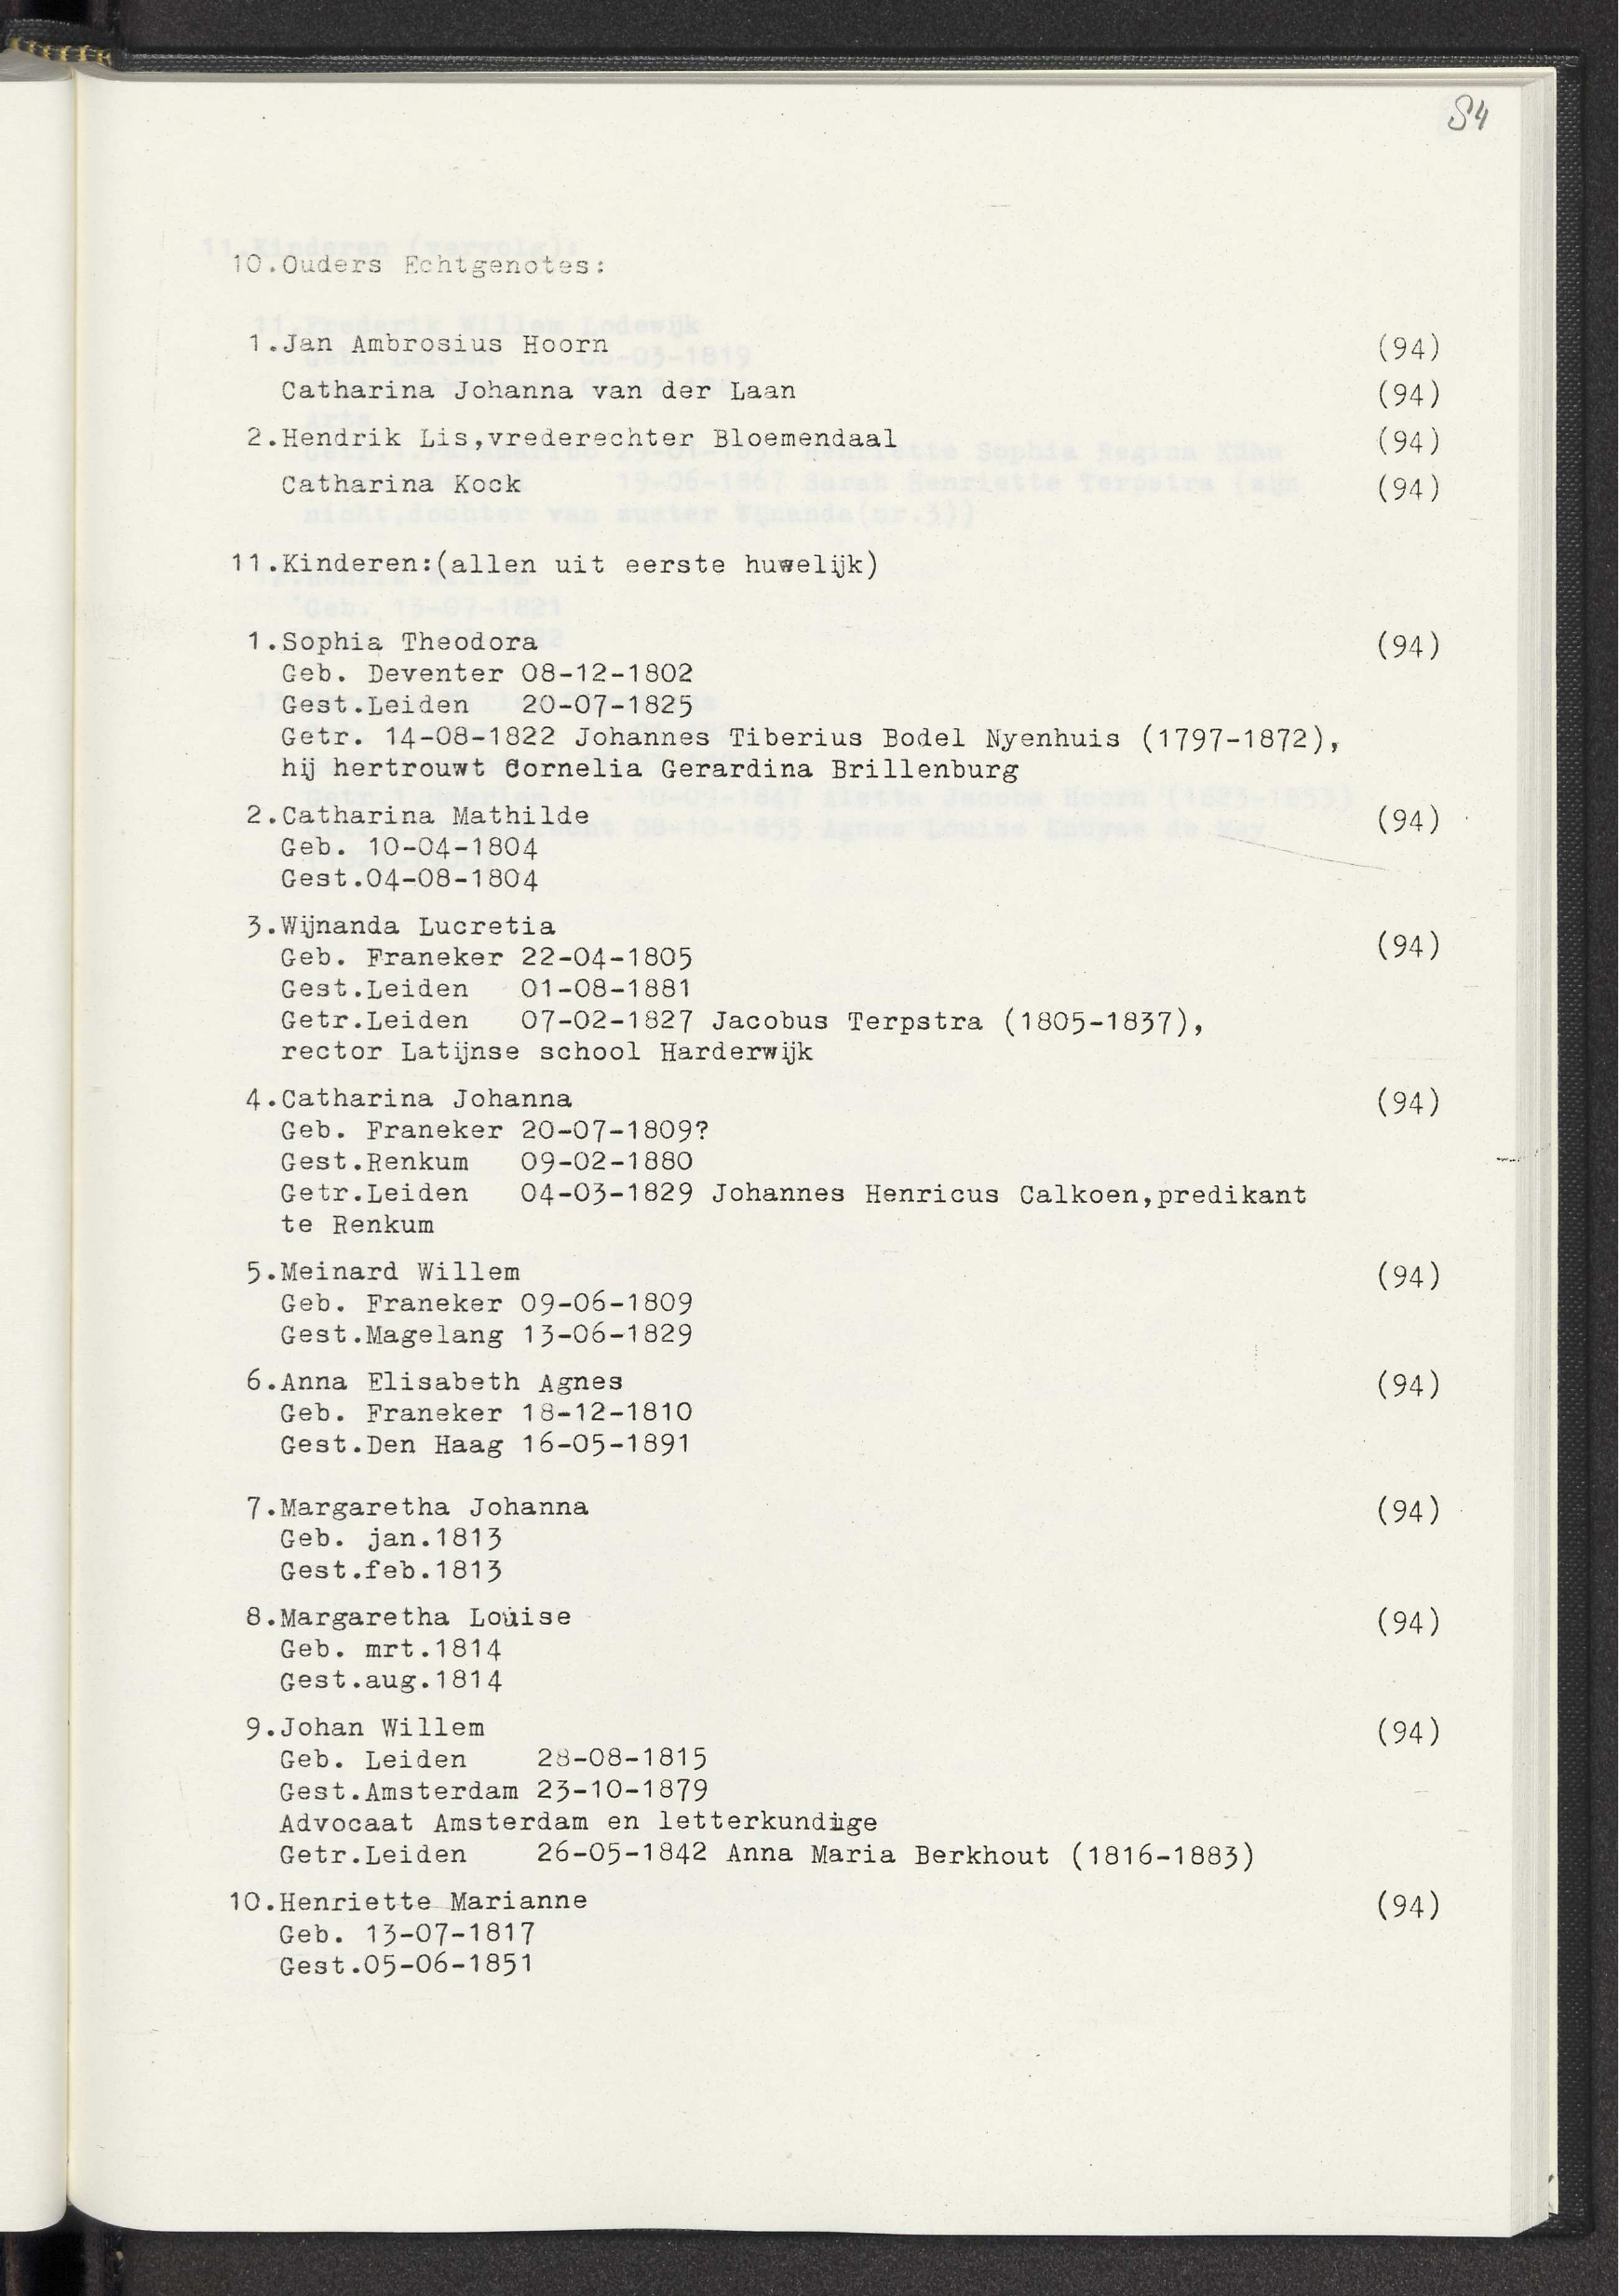 84
10.Ouders Echtgenotes:
1.Jan Ambrosius Hoorn (94)
Catharina Johanna van der Laan (94)
2.Hendrik Lis,vrederechter Bloemendaal (94)
Catharina Kock (94)
11.Kinderen:(allen uit eerste huwelijk)
1.Sophia Theodora (94)
Geb. Deventer 08-12-1802
Gest.Leiden 20-07-1825
Getr. 14-08-1822 Johannes Tiberius Bodel Nyenhuis (1797-1872),
hij hertrouwt Cornelia Gerardina Brillenburg
2.Catharina Mathilde (94)
Geb. 10-04-1804
Gest.04-08-1804
3.Wijnanda Lucretia (94)
Geb. Franeker 22-04-1805
Gest.Leiden 01-08-1881
Getr.Leiden 07-02-1827 Jacobus Terpstra (1805-1837),
rector Latijnse school Harderwijk
4.Catharina Johanna (94)
Geb. Franeker 20-07-1809?
Gest.Renkum 09-02-1880
Getr.Leiden 04-03-1829 Johannes Henricus Calkoen,predikant
te Renkum
5.Meinard Willem (94)
Geb. Franeker 09-06-1809
Gest.Magelang 13-06-1829
6.Anna Elisabeth Agnes (94)
Geb. Franeker 18-12-1810
Gest.Den Haag 16-05-1891
7.Margaretha Johanna (94)
Geb. jan.1813
Gest.feb.1813
8.Margaretha Louise (94)
Geb. mrt.1814
Gest.aug.1814
9.Johan Willem (94)
Geb. Leiden 28-08-1815
Gest.Amsterdam 23-10-1879
Advocaat Amsterdam en letterkundige
Getr.Leiden 26-05-1842 Anna Maria Berkhout (1816-1883)
10.Henriette Marianne (94)
Geb. 13-07-1817
Gest.05-06-1851